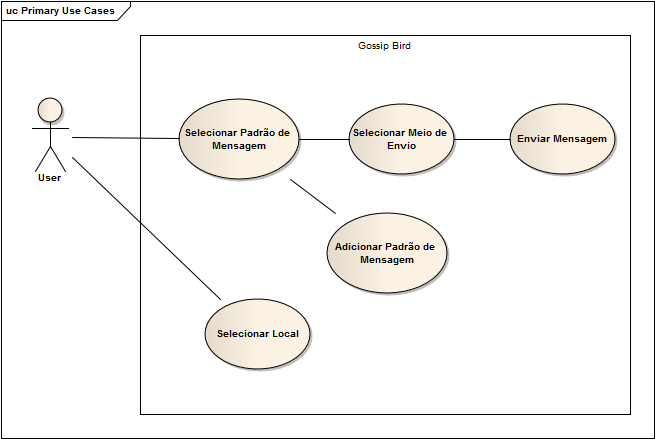 uc Primary Use Cases
Gossip Bird
User
Selecionar Padrão de
Mensagem
Selecionar Meio de
Envio
Enviar Mensagem
Adicionar Padrão de
Mensagem
Selecionar Local